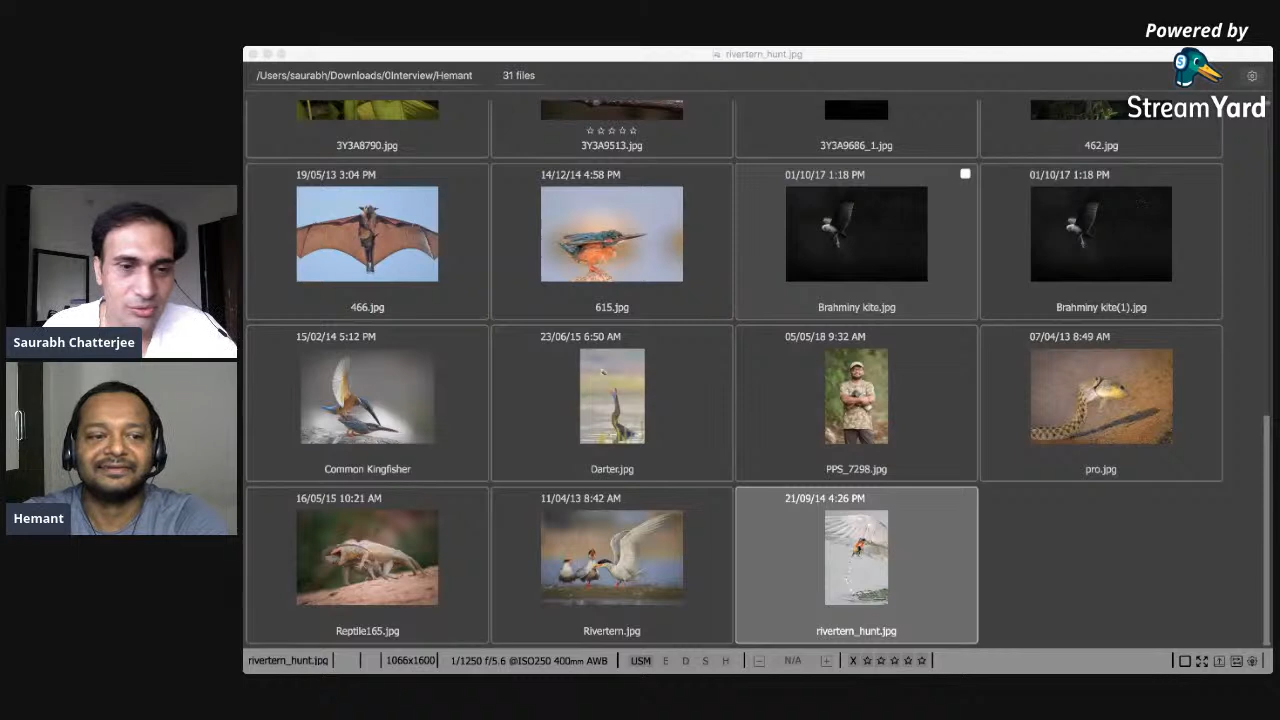 Powered by
StreamYard
rivertern_hunt.jpg
/Users/saurabh/Downloads/0Interview/Hemant 31 files
3Y3A8790.jpg 3Y3A9513.jpg 3Y3A9686_1.jpg 462.jpg
19/05/13 3:04 PM 14/12/14 4:58 PM 01/10/17 1:18 PM 01/10/17 1:18 PM
466.jpg 615.jpg Brahminy kite.jpg Brahminy kite(1).jpg
15/02/14 5:12 PM 23/06/15 6:50 AM 05/05/18 9:32 AM 07/04/13 8:49 AM
Common Kingfisher Darter.jpg PPS_7298.jpg pro.jpg
16/05/15 10:21 AM 11/04/13 8:42 AM 21/09/14 4:26 PM
Reptile165.jpg Rivertern.jpg rivertern_hunt.jpg
rivertern_hunt.jpg 1066x1600 1/1250 f/5.6 @ISO250 400mm AWB USM E D S H N/A X
Saurabh Chatterjee
Hemant